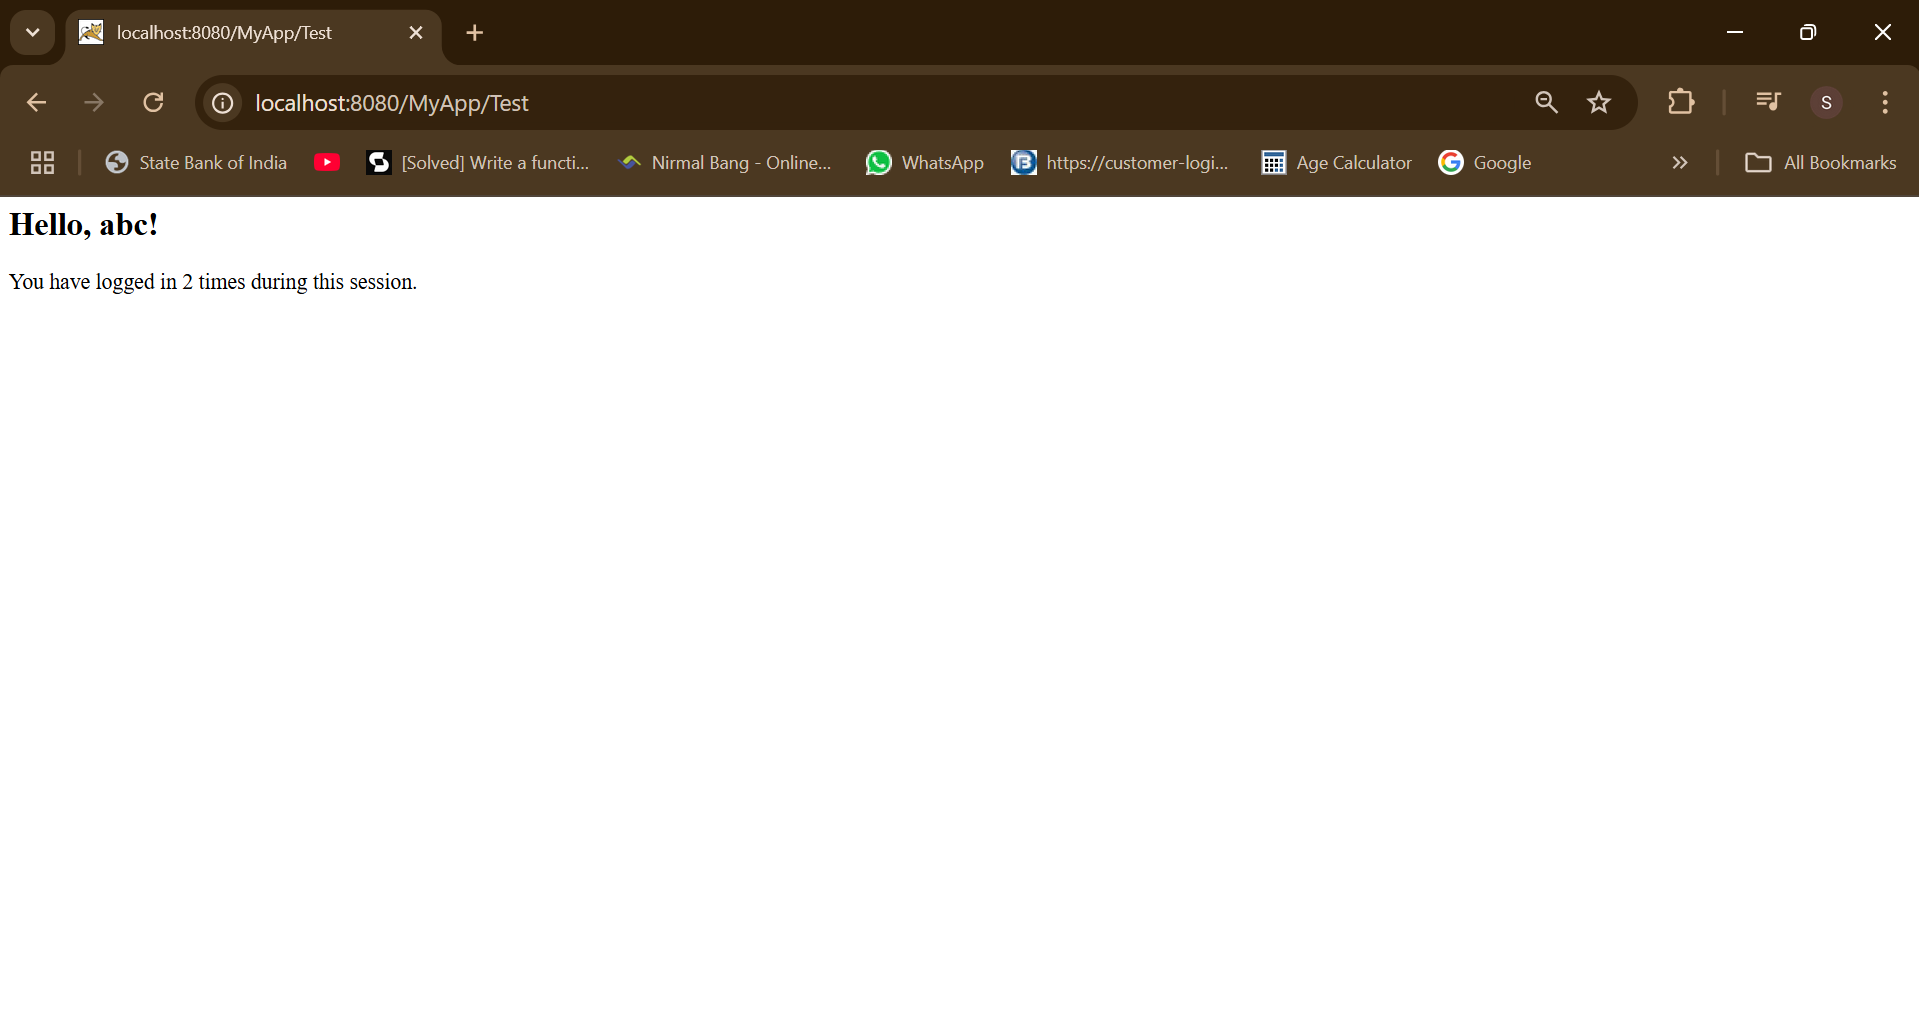 localhost:8080/MyApp/Test
localhost:8080/MyApp/Test
S
State Bank of India
[Solved] Write a functi...
Nirmal Bang - Online...
WhatsApp
https://customer-logi...
Age Calculator
Google
All Bookmarks
Hello, abc!
You have logged in 2 times during this session.